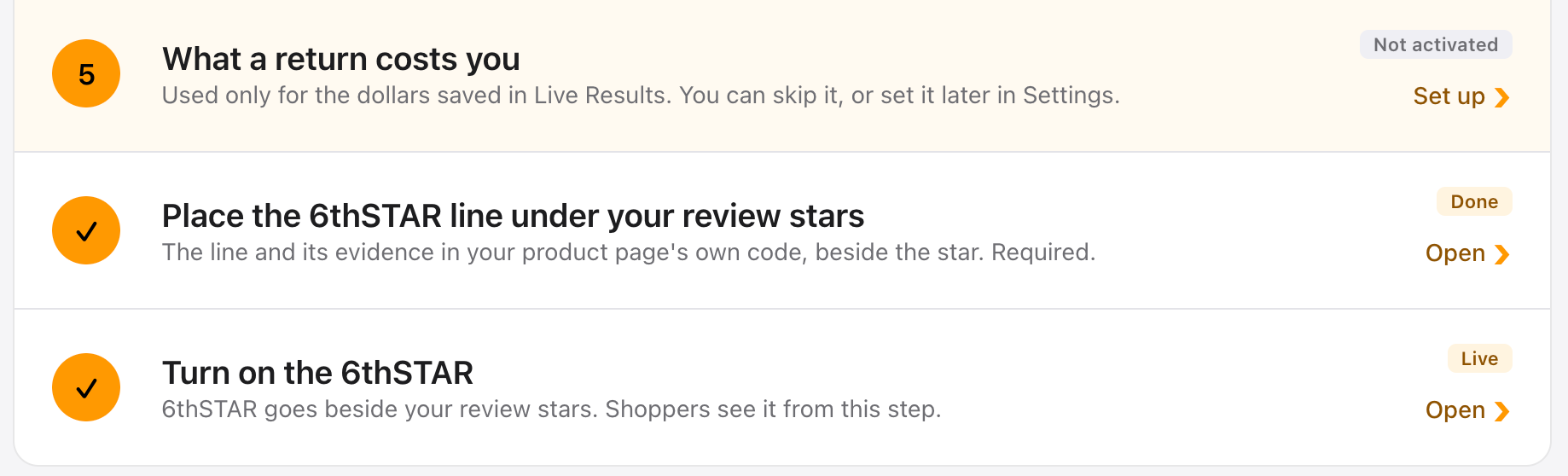 5
What a return costs you
Not activated
Used only for the dollars saved in Live Results. You can skip it, or set it later in Settings.
Set up
Place the 6thSTAR line under your review stars
Done
The line and its evidence in your product page's own code, beside the star. Required.
Open
Turn on the 6thSTAR
Live
6thSTAR goes beside your review stars. Shoppers see it from this step.
Open